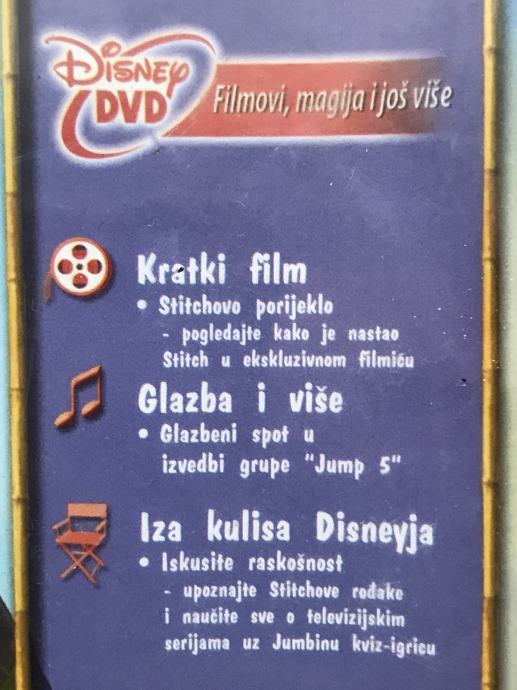 Disney
DVD
Filmovi, magija i još više
Kratki film
• Stitchovo porijeklo
- pogledajte kako je nastao
Stitch u ekskluzivnom filmiću
Glazba i više
• Glazbeni spot u
izvedbi grupe "Jump 5"
Iza kulisa Disneyja
• Iskusite raskošnost
- upoznajte Stitchove rođake
i naučite sve o televizijskim
serijama uz Jumbinu kviz-igricu